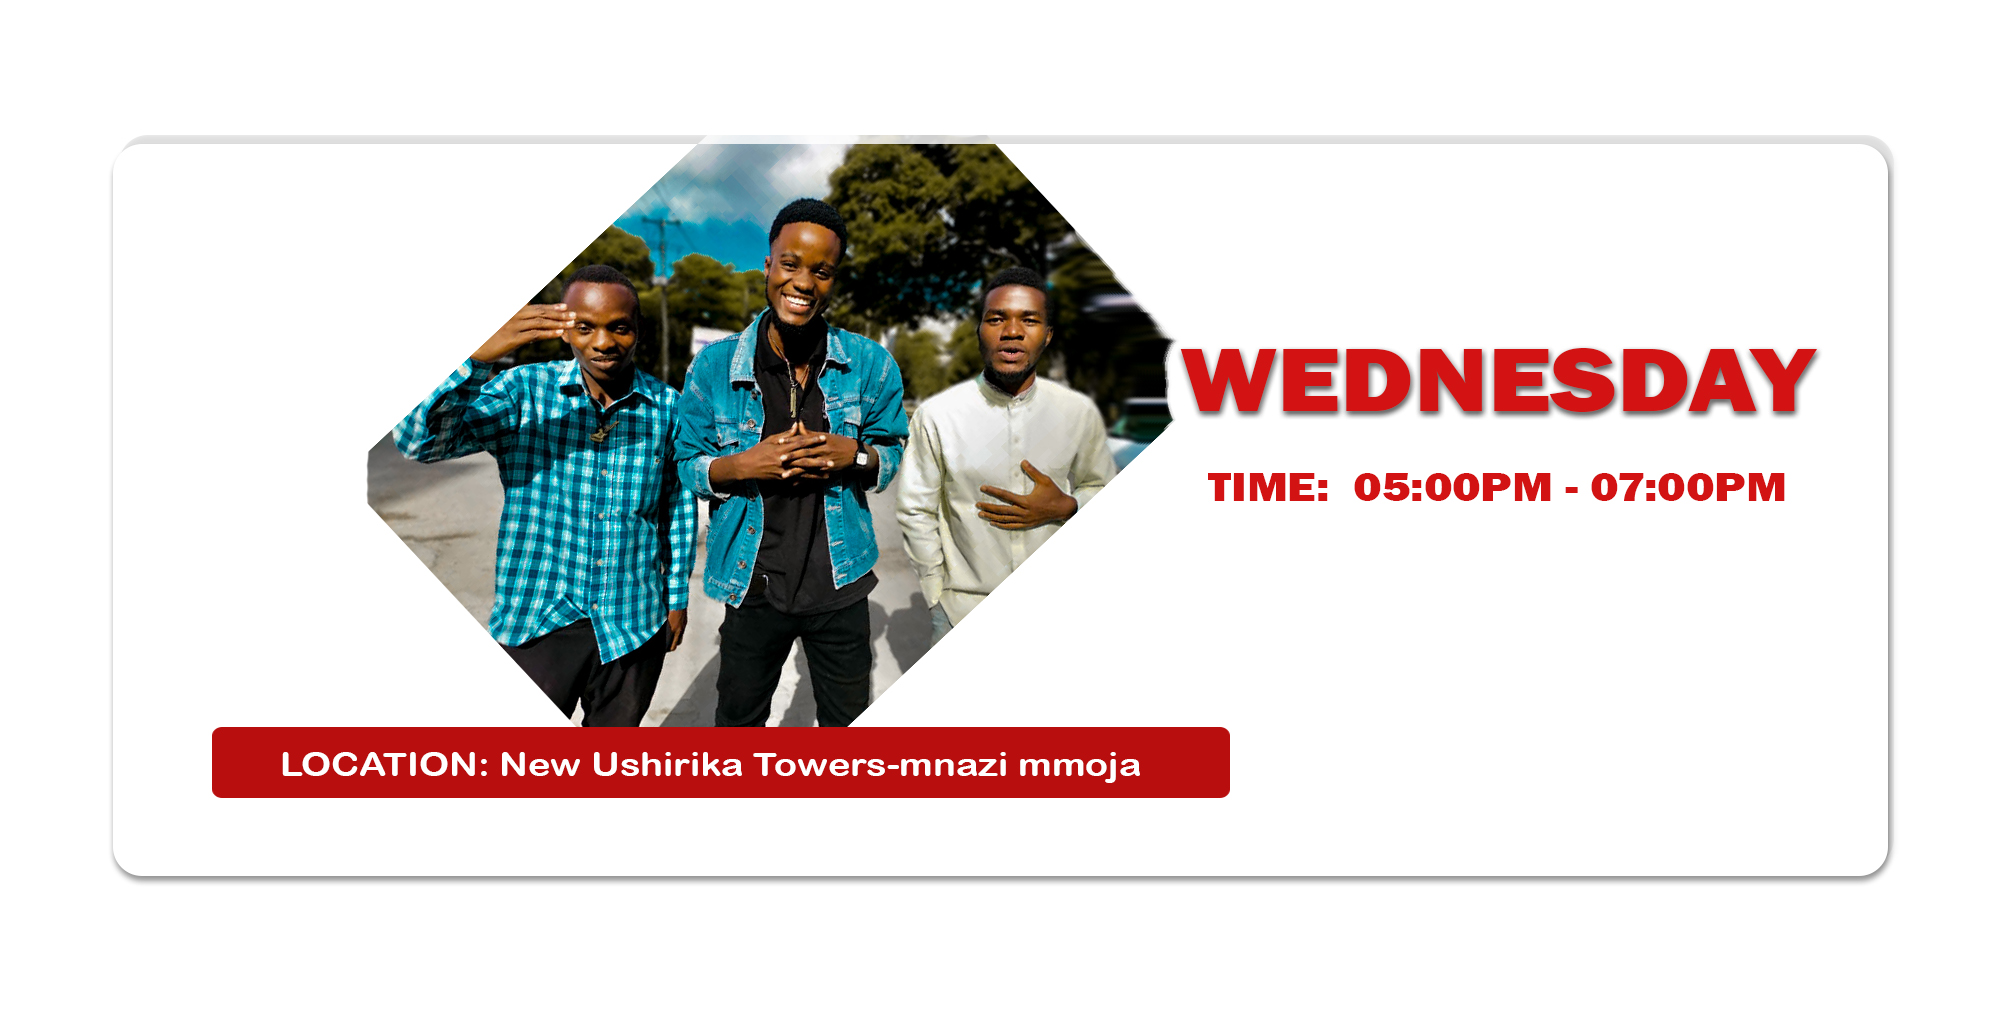 WEDNESDAY
TIME: 05:00PM - 07:00PM
LOCATION: New Ushirika Towers-mnazi mmoja